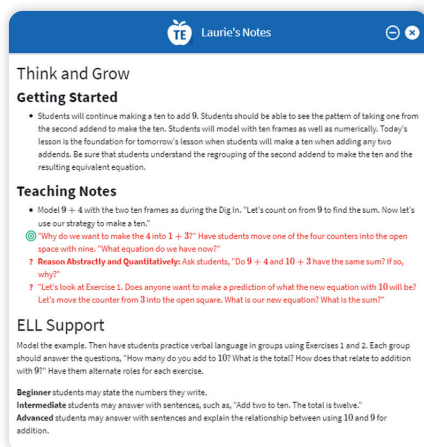 TE Laurie's Notes
Think and Grow
Getting Started
• Students will continue making a ten to add 9. Students should be able to see the pattern of taking one from
the second addend to make the ten. Students will model with ten frames as well as numerically. Today's
lesson is the foundation for tomorrow's lesson when students will make a ten when adding any two
addends. Be sure that students understand the regrouping of the second addend to make the ten and the
resulting equivalent equation.
Teaching Notes
• Model 9 + 4 with the two ten frames as during the Dig In. "Let's count on from 9 to find the sum. Now let's
use our strategy to make a ten."
"Why do we want to make the 4 into 1 + 3?" Have students move one of the four counters into the open
space with nine. "What equation do we have now?"
? Reason Abstractly and Quantitatively: Ask students, "Do 9 + 4 and 10 + 3 have the same sum? If so,
why?"
? "Let's look at Exercise 1. Does anyone want to make a prediction of what the new equation with 10 will be?
Let's move the counter from 3 into the open square. What is our new equation? What is the sum?"
ELL Support
Model the example. Then have students practice verbal language in groups using Exercises 1 and 2. Each group
should answer the questions, "How many do you add to 10? What is the total? How does that relate to addition
with 9?" Have them alternate roles for each exercise.
Beginner students may state the numbers they write.
Intermediate students may answer with sentences, such as, "Add two to ten. The total is twelve."
Advanced students may answer with sentences and explain the relationship between using 10 and 9 for
addition.